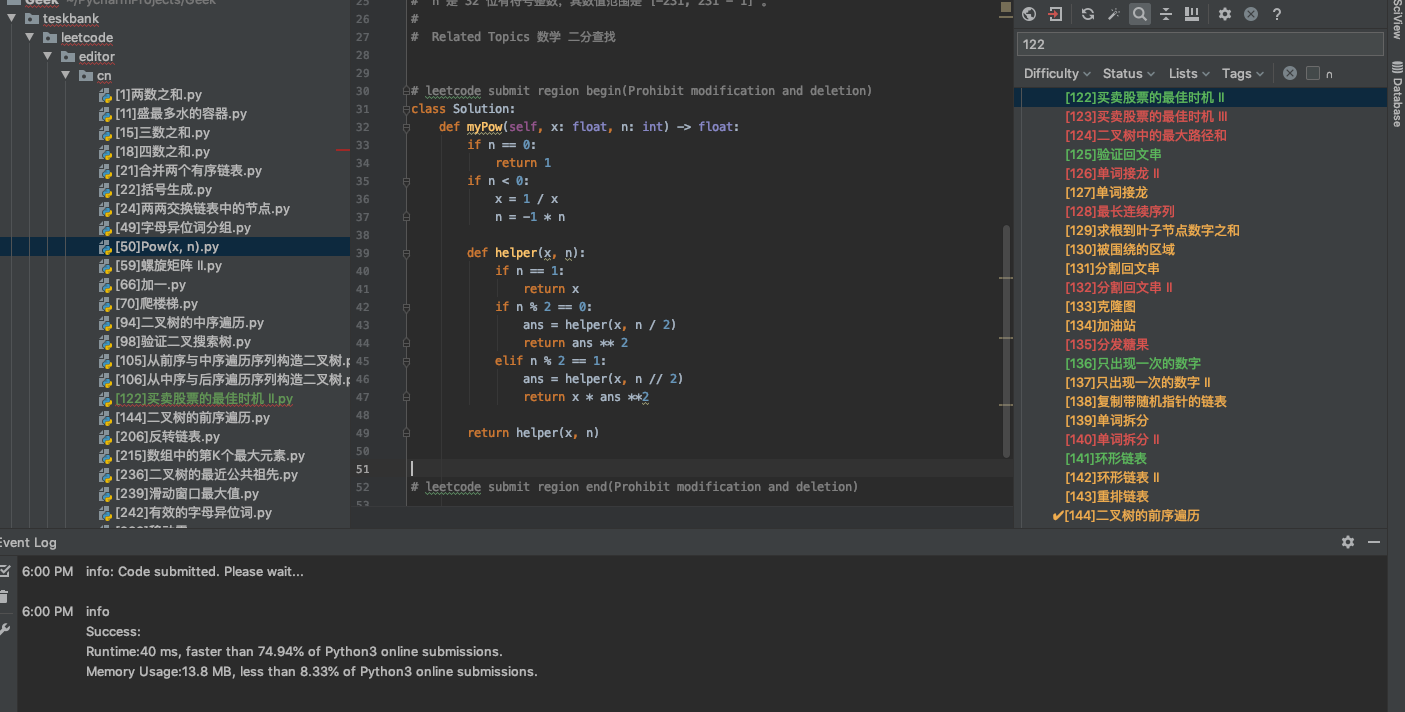 Geek ~/PycharmProjects/Geek
teskbank
leetcode
editor
cn
[1]两数之和.py
[11]盛最多水的容器.py
[15]三数之和.py
[18]四数之和.py
[21]合并两个有序链表.py
[22]括号生成.py
[24]两两交换链表中的节点.py
[49]字母异位词分组.py
[50]Pow(x, n).py
[59]螺旋矩阵 II.py
[66]加一.py
[70]爬楼梯.py
[94]二叉树的中序遍历.py
[98]验证二叉搜索树.py
[105]从前序与中序遍历序列构造二叉树.p
[106]从中序与后序遍历序列构造二叉树.p
[122]买卖股票的最佳时机 II.py
[144]二叉树的前序遍历.py
[206]反转链表.py
[215]数组中的第K个最大元素.py
[236]二叉树的最近公共祖先.py
[239]滑动窗口最大值.py
[242]有效的字母异位词.py
25 #  n 是 32 位有符号整数，其数值范围是 [−231, 231 − 1] 。
26 #
27 #  Related Topics 数学 二分查找
28
29
30 # leetcode submit region begin(Prohibit modification and deletion)
31 class Solution:
32     def myPow(self, x: float, n: int) -> float:
33         if n == 0:
34             return 1
35         if n < 0:
36             x = 1 / x
37             n = -1 * n
38
39         def helper(x, n):
40             if n == 1:
41                 return x
42             if n % 2 == 0:
43                 ans = helper(x, n / 2)
44                 return ans ** 2
45             elif n % 2 == 1:
46                 ans = helper(x, n // 2)
47                 return x * ans **2
48
49         return helper(x, n)
50
51
52 # leetcode submit region end(Prohibit modification and deletion)
53
122
Difficulty Status Lists Tags n
[122]买卖股票的最佳时机 II
[123]买卖股票的最佳时机 III
[124]二叉树中的最大路径和
[125]验证回文串
[126]单词接龙 II
[127]单词接龙
[128]最长连续序列
[129]求根到叶子节点数字之和
[130]被围绕的区域
[131]分割回文串
[132]分割回文串 II
[133]克隆图
[134]加油站
[135]分发糖果
[136]只出现一次的数字
[137]只出现一次的数字 II
[138]复制带随机指针的链表
[139]单词拆分
[140]单词拆分 II
[141]环形链表
[142]环形链表 II
[143]重排链表
✔[144]二叉树的前序遍历
SciView
Database
Event Log
6:00 PM info: Code submitted. Please wait...
6:00 PM info
Success:
Runtime:40 ms, faster than 74.94% of Python3 online submissions.
Memory Usage:13.8 MB, less than 8.33% of Python3 online submissions.